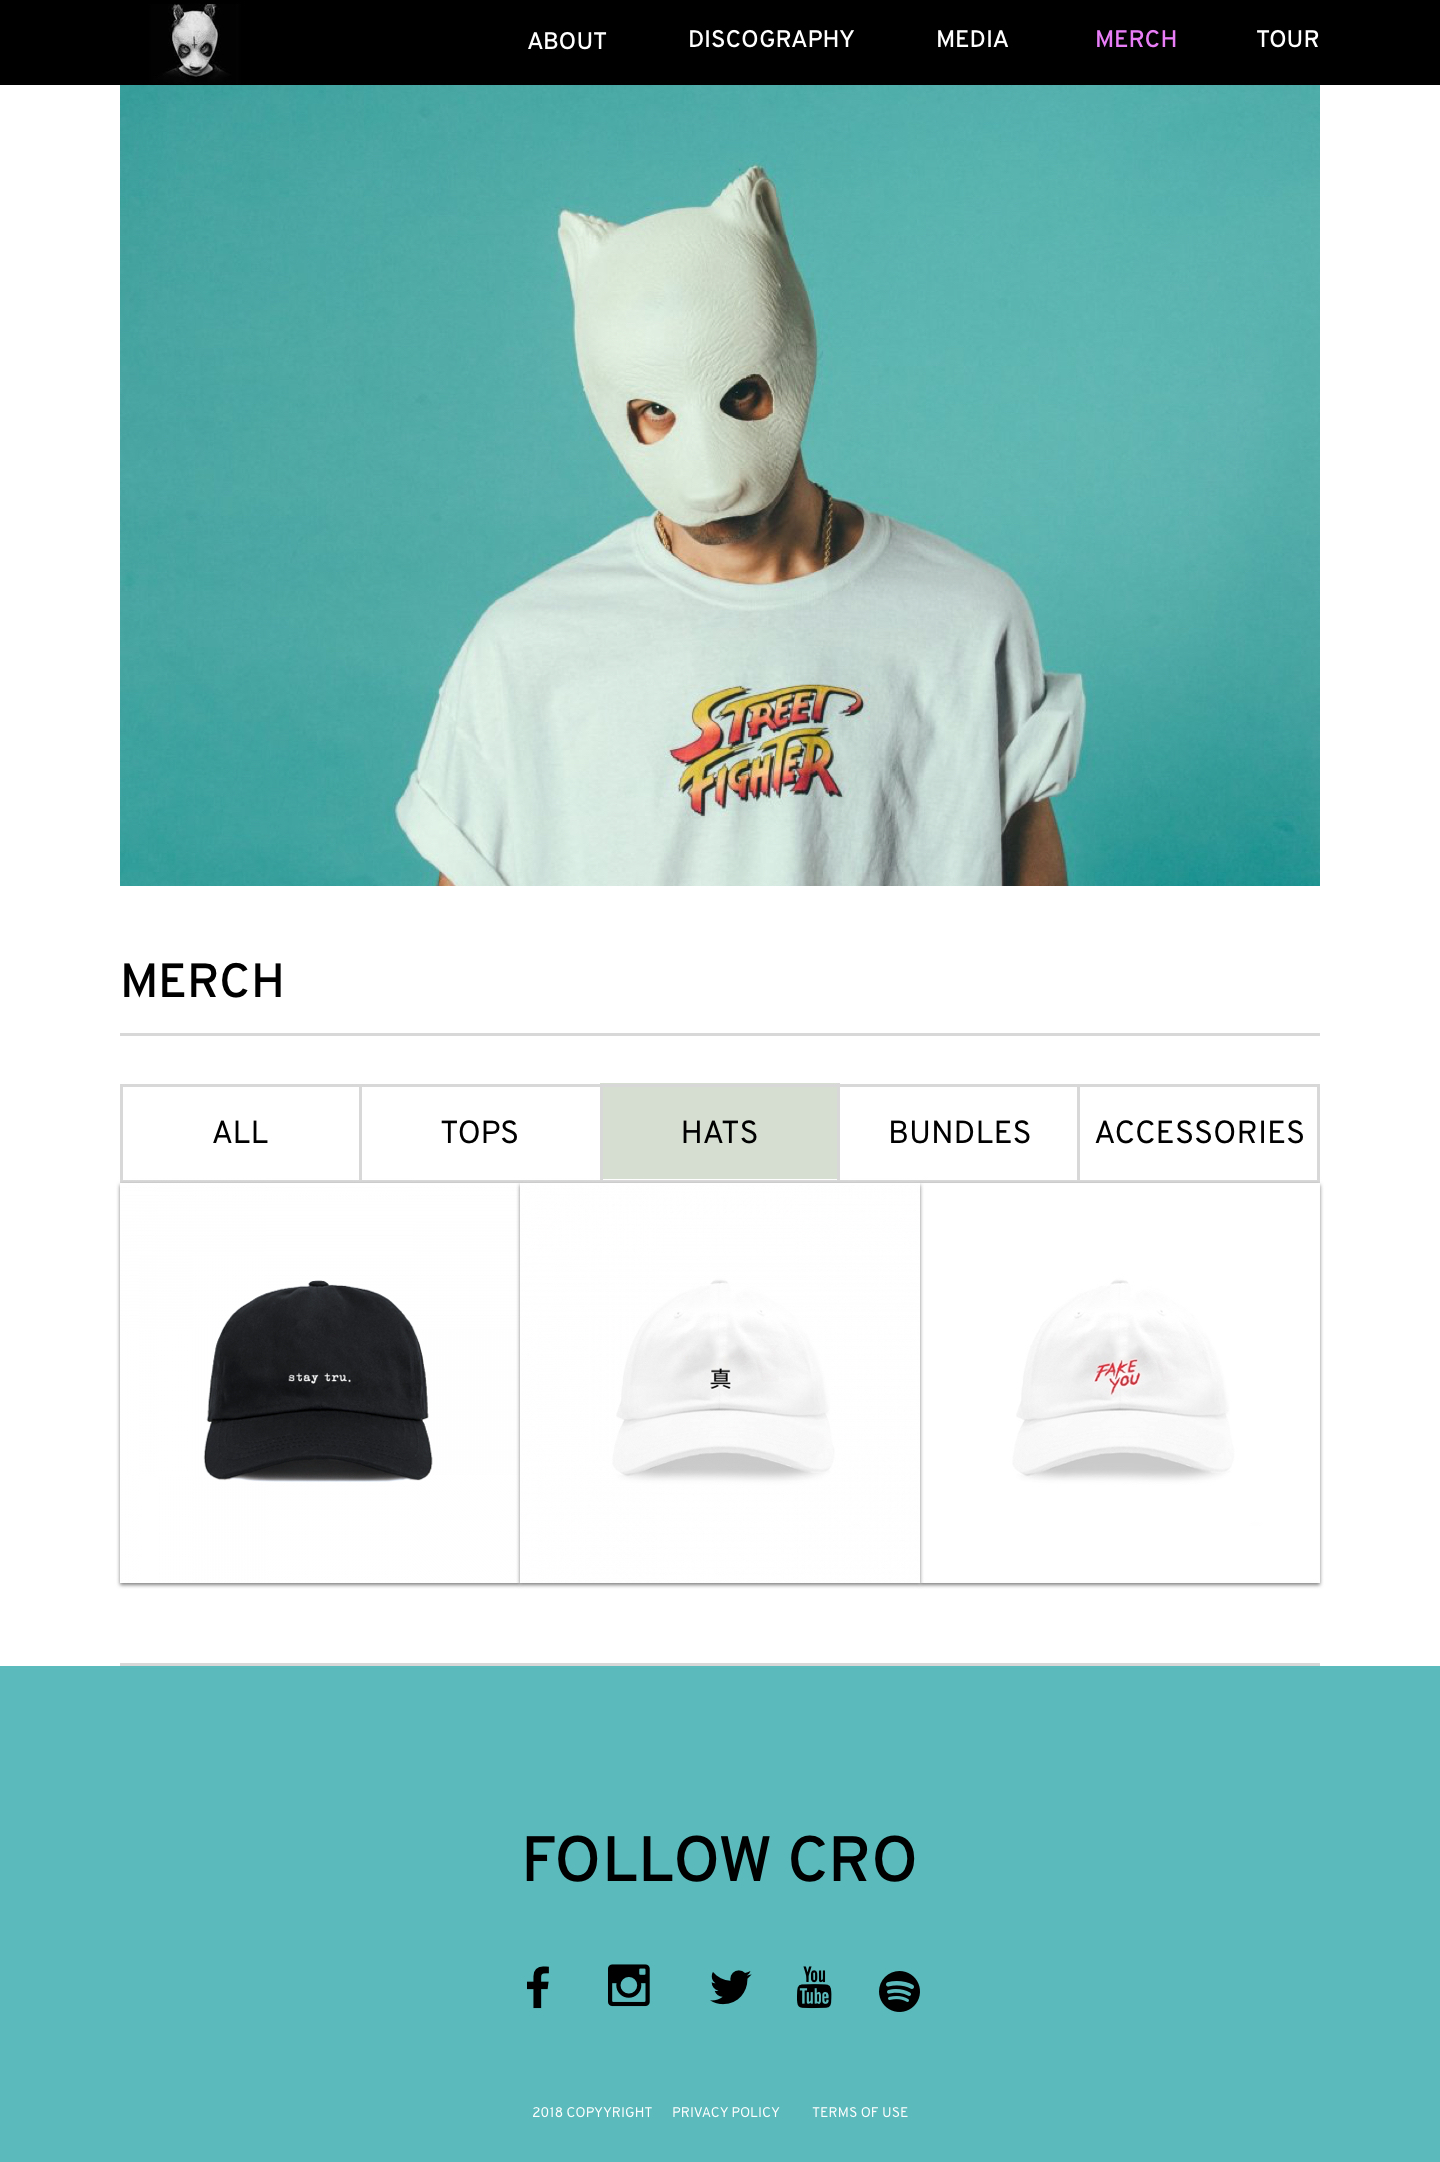 ABOUT DISCOGRAPHY MEDIA MERCH TOUR
STREET
FIGHTER
MERCH
ALL TOPS HATS BUNDLES ACCESSORIES
stay tru.
真
FAKE
YOU
FOLLOW CRO
You
Tube
2018 COPYYRIGHT PRIVACY POLICY TERMS OF USE